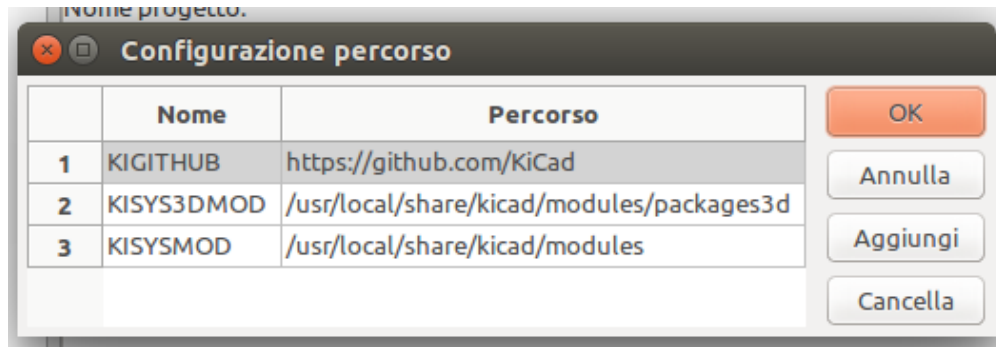 Nome progetto:
Configurazione percorso
Nome Percorso
1 KIGITHUB https://github.com/KiCad
2 KISYS3DMOD /usr/local/share/kicad/modules/packages3d
3 KISYSMOD /usr/local/share/kicad/modules
OK
Annulla
Aggiungi
Cancella